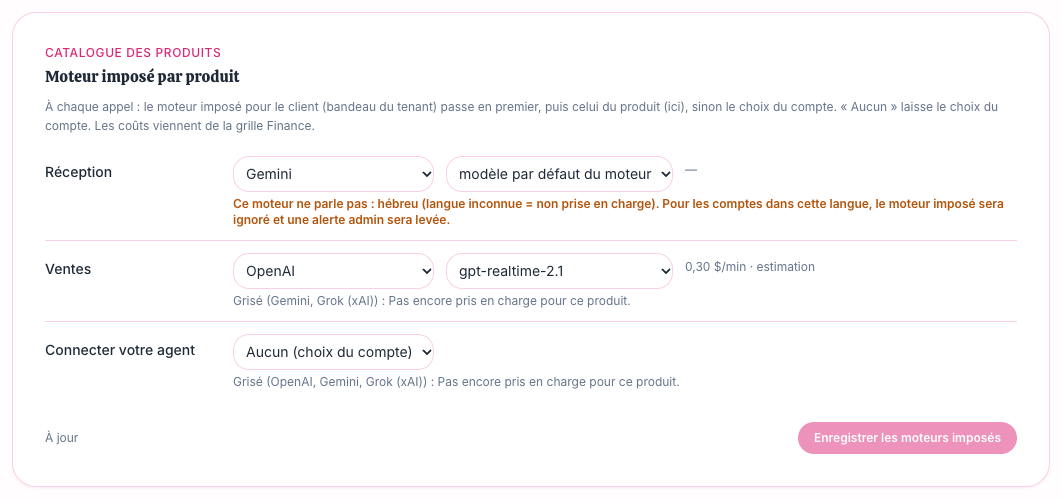 CATALOGUE DES PRODUITS
Moteur imposé par produit
À chaque appel : le moteur imposé pour le client (bandeau du tenant) passe en premier, puis celui du produit (ici), sinon le choix du compte. « Aucun » laisse le choix du
compte. Les coûts viennent de la grille Finance.
Réception
Gemini
modèle par défaut du moteur
—
Ce moteur ne parle pas : hébreu (langue inconnue = non prise en charge). Pour les comptes dans cette langue, le moteur imposé sera
ignoré et une alerte admin sera levée.
Ventes
OpenAI
gpt-realtime-2.1
0,30 $/min · estimation
Grisé (Gemini, Grok (xAI)) : Pas encore pris en charge pour ce produit.
Connecter votre agent
Aucun (choix du compte)
Grisé (OpenAI, Gemini, Grok (xAI)) : Pas encore pris en charge pour ce produit.
À jour
Enregistrer les moteurs imposés